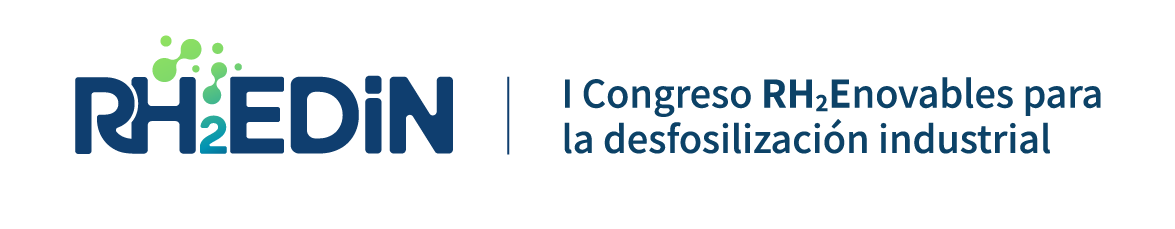 RH2EDiN
I Congreso RH₂Enovables para
la desfosilización industrial